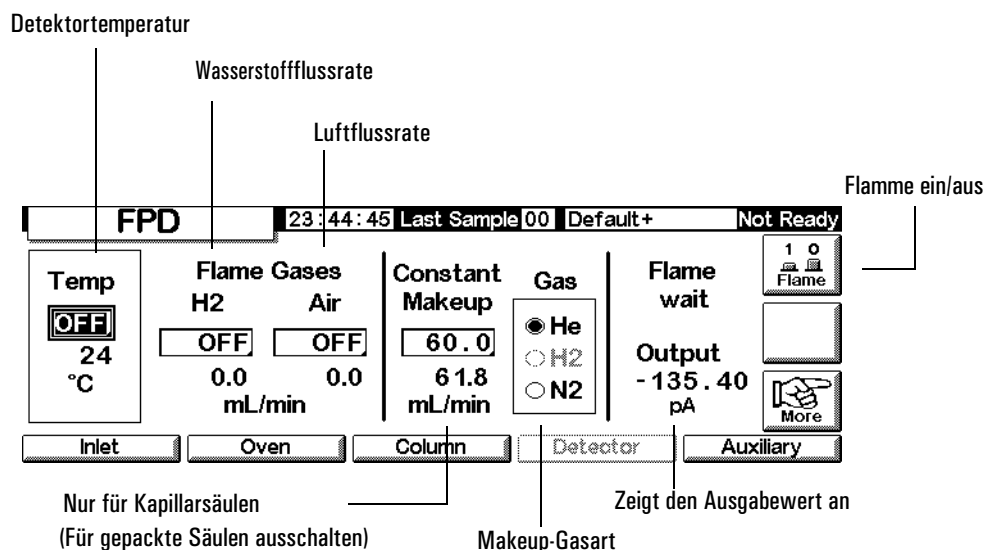 Detektortemperatur
Wasserstoffflussrate
Luftflussrate
Flamme ein/aus
FPD 23:44:45 Last Sample 00 Default+ Not Ready
Temp
OFF
24
°C
Flame Gases
H2 Air
OFF OFF
0.0 0.0
mL/min
Constant
Makeup
60.0
61.8
mL/min
Gas
He
H2
N2
Flame
wait
Output
-135.40
pA
1 0
Flame
More
Inlet Oven Column Detector Auxiliary
Nur für Kapillarsäulen
(Für gepackte Säulen ausschalten)
Makeup-Gasart
Zeigt den Ausgabewert an